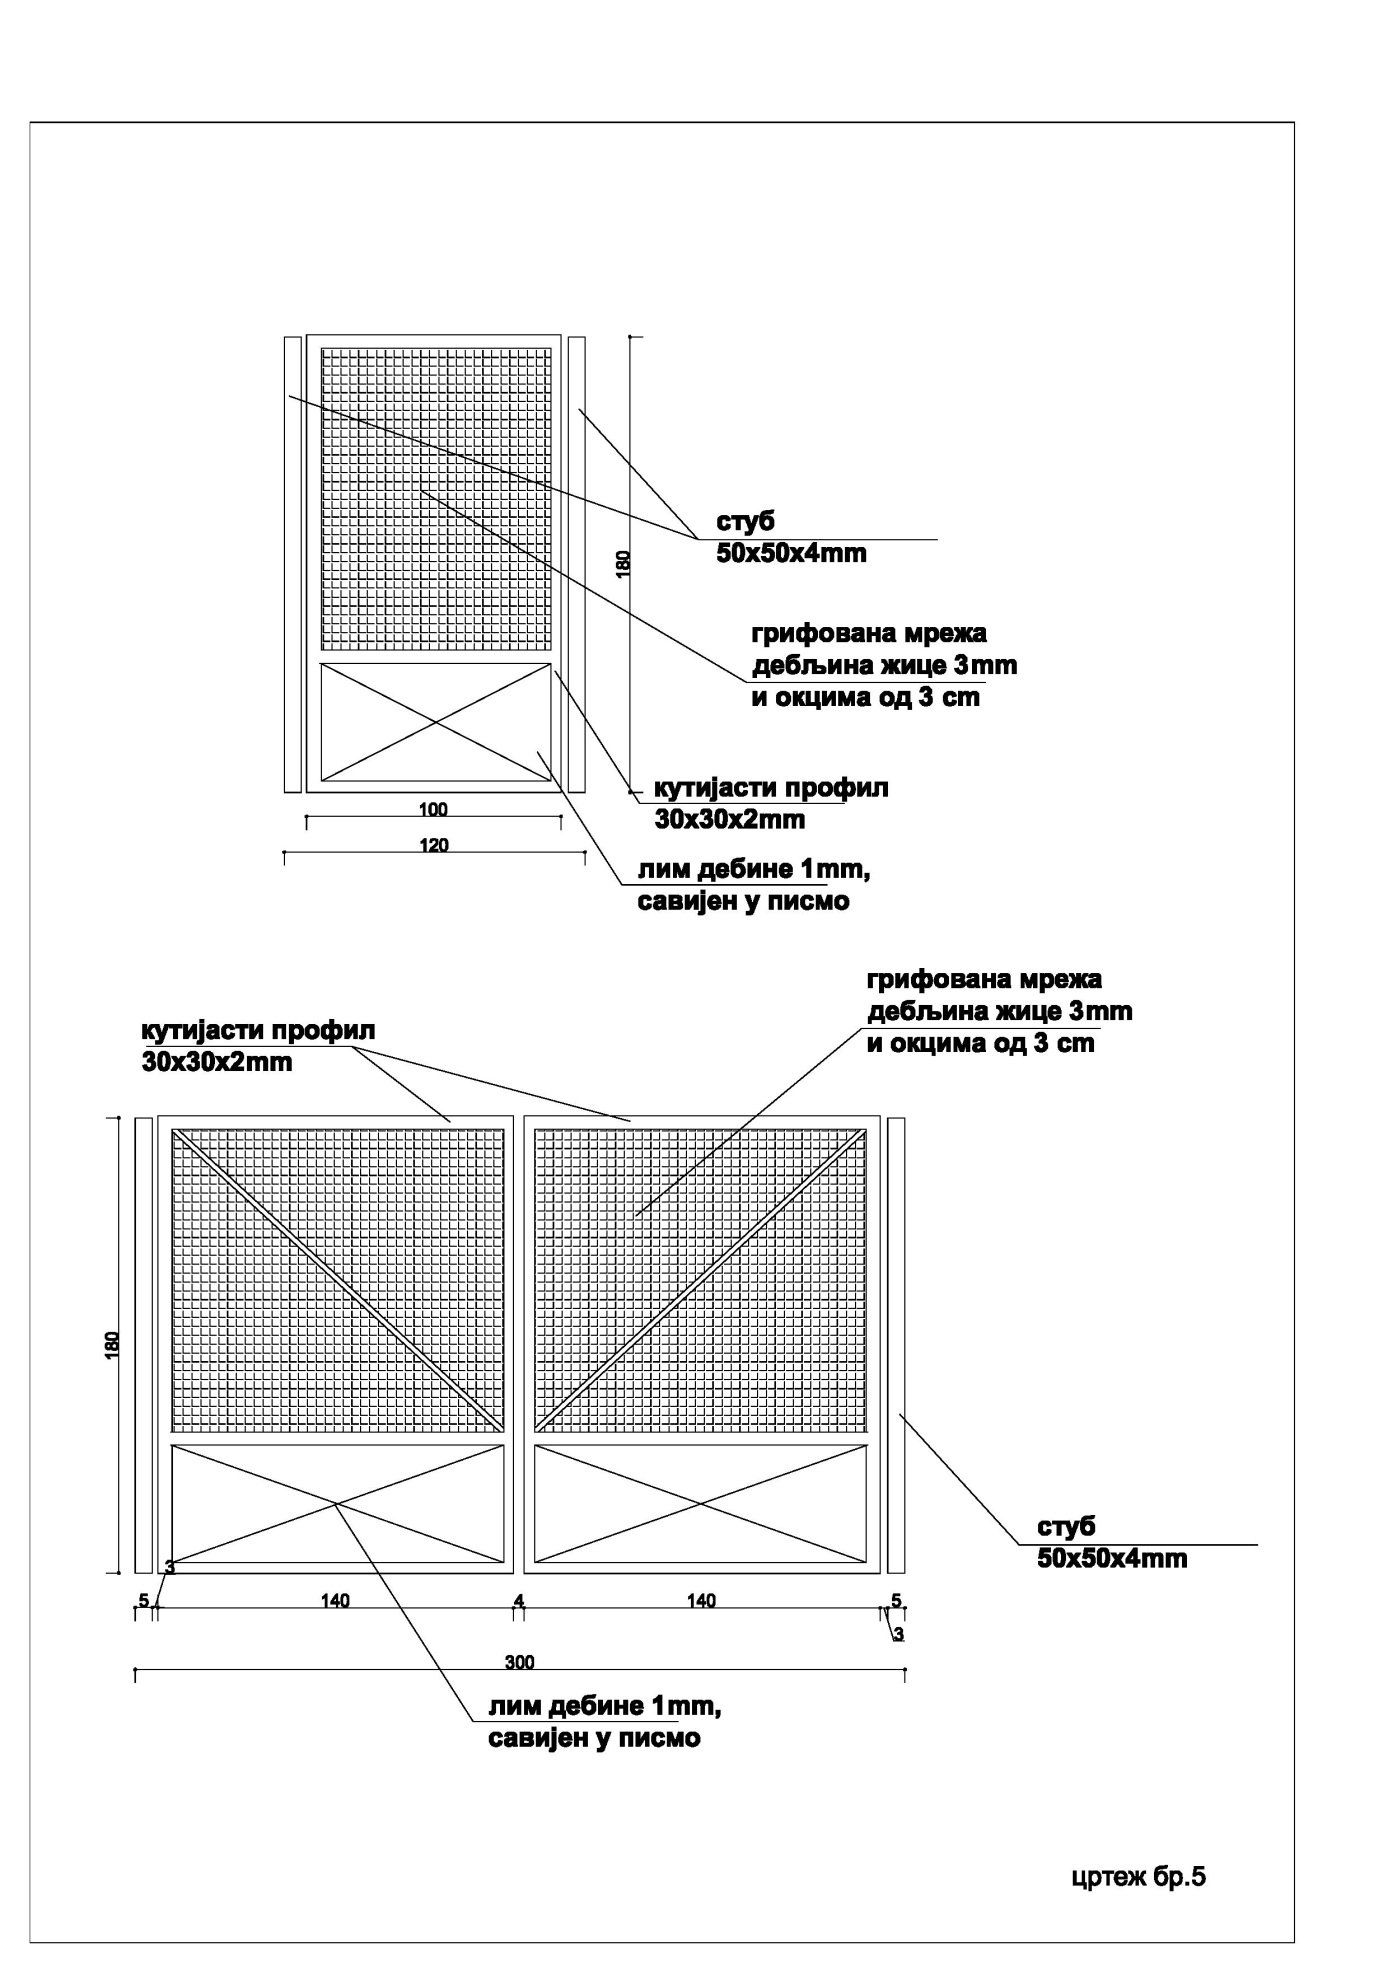 стуб
50x50x4mm
180
грифована мрежа
дебљина жице 3mm
и окцима од 3 cm
кутијасти профил
30x30x2mm
100
120
лим дебине 1mm,
савијен у писмо
грифована мрежа
дебљина жице 3mm
и окцима од 3 cm
кутијасти профил
30x30x2mm
180
стуб
50x50x4mm
3
5 140 4 140 5
3
300
лим дебине 1mm,
савијен у писмо
цртеж бр.5